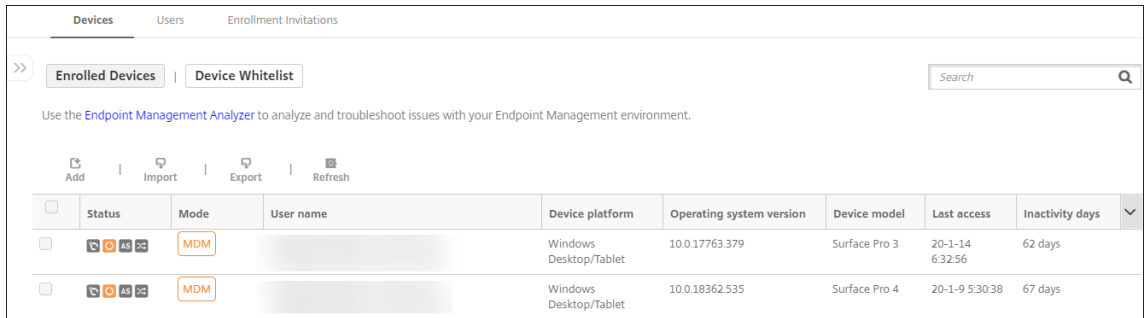 Devices Users Enrollment Invitations
Enrolled Devices | Device Whitelist Search
Use the Endpoint Management Analyzer to analyze and troubleshoot issues with your Endpoint Management environment.
Add | Import | Export | Refresh
Status Mode User name Device platform Operating system version Device model Last access Inactivity days
AS MDM Windows Desktop/Tablet 10.0.17763.379 Surface Pro 3 20-1-14 6:32:56 62 days
AS MDM Windows Desktop/Tablet 10.0.18362.535 Surface Pro 4 20-1-9 5:30:38 67 days